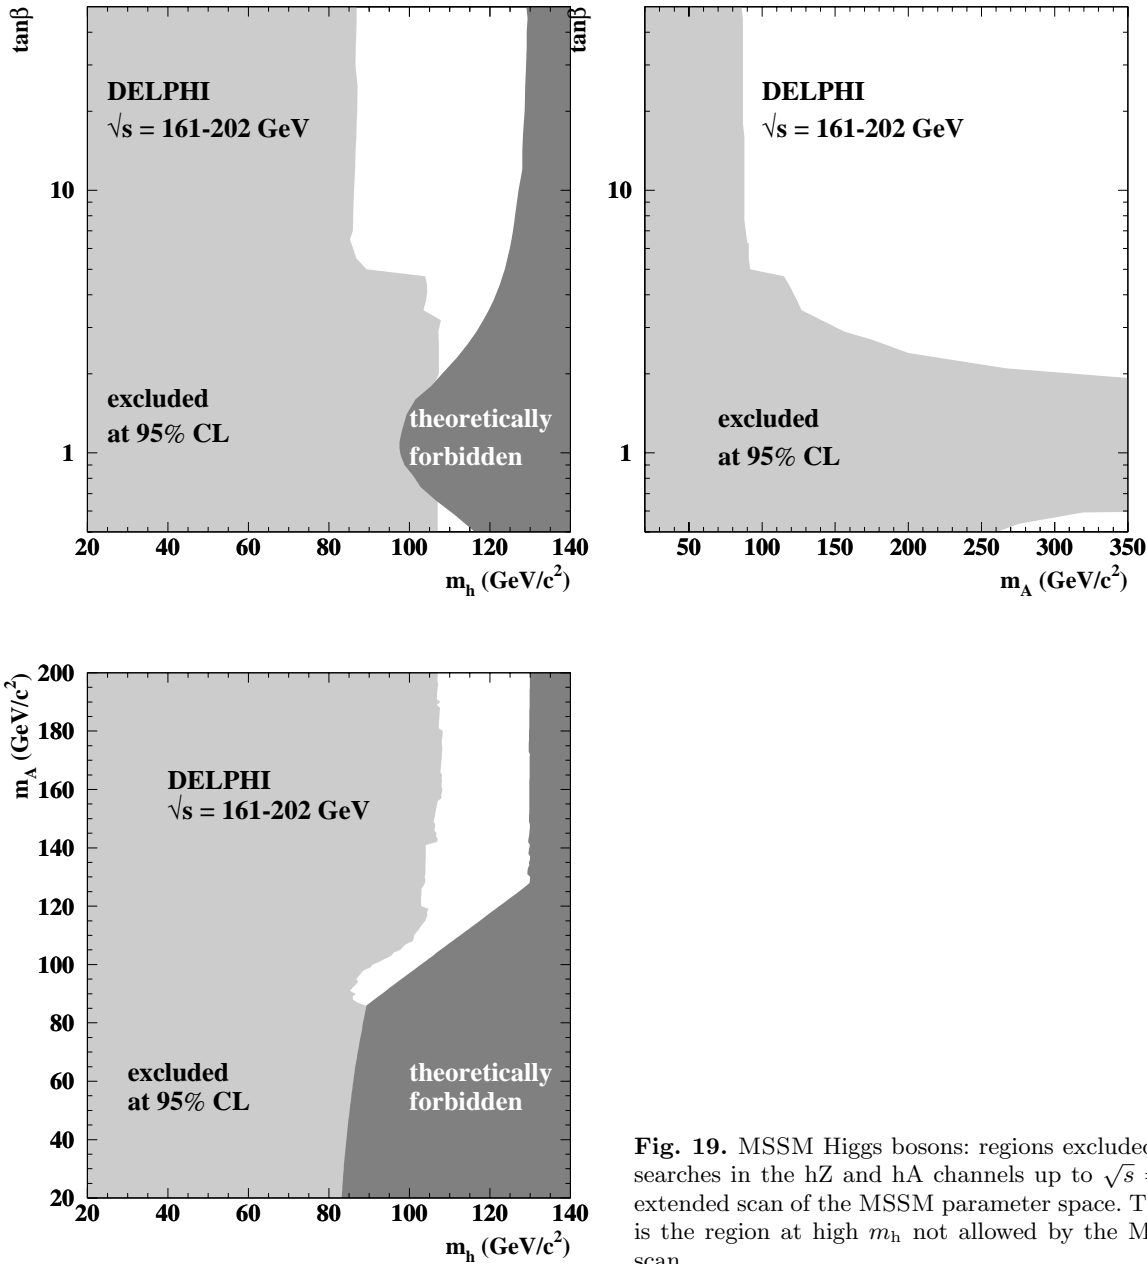 tanβ
DELPHI
√s = 161-202 GeV
10
excluded
at 95% CL
1
theoretically
forbidden
20 40 60 80 100 120 140
m_h (GeV/c²)
tanβ
DELPHI
√s = 161-202 GeV
10
excluded
at 95% CL
1
50 100 150 200 250 300 350
m_A (GeV/c²)
m_A (GeV/c²)
200
180
DELPHI
160
√s = 161-202 GeV
140
120
100
80
60
excluded
at 95% CL
theoretically
forbidden
40
20
20 40 60 80 100 120 140
m_h (GeV/c²)
Fig. 19. MSSM Higgs bosons: regions excluded
searches in the hZ and hA channels up to √s =
extended scan of the MSSM parameter space. T
is the region at high m_h not allowed by the M
scan